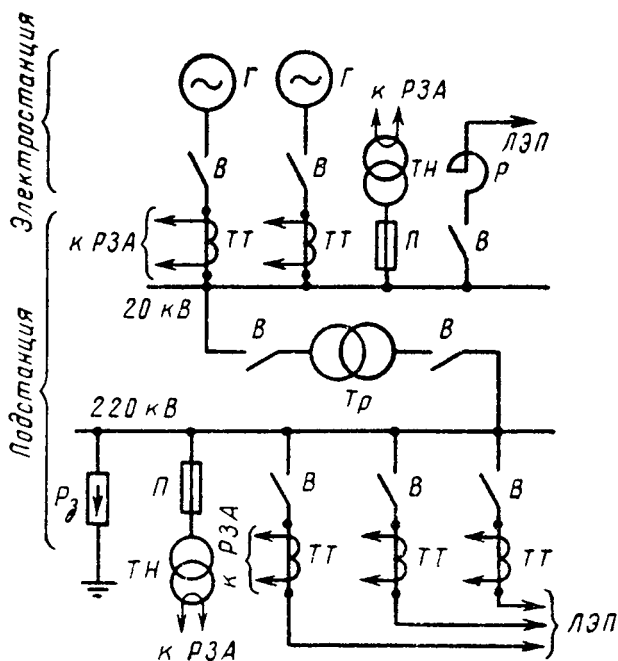 Электростанция
Подстанция
Г
Г
к РЗА
ЛЭП
В
В
ТН
Р
к РЗА
ТТ
ТТ
П
В
20 кВ
В
В
Тр
220 кВ
Рз
П
В
В
В
к РЗА
ТН
ТТ
ТТ
ТТ
ЛЭП
к РЗА